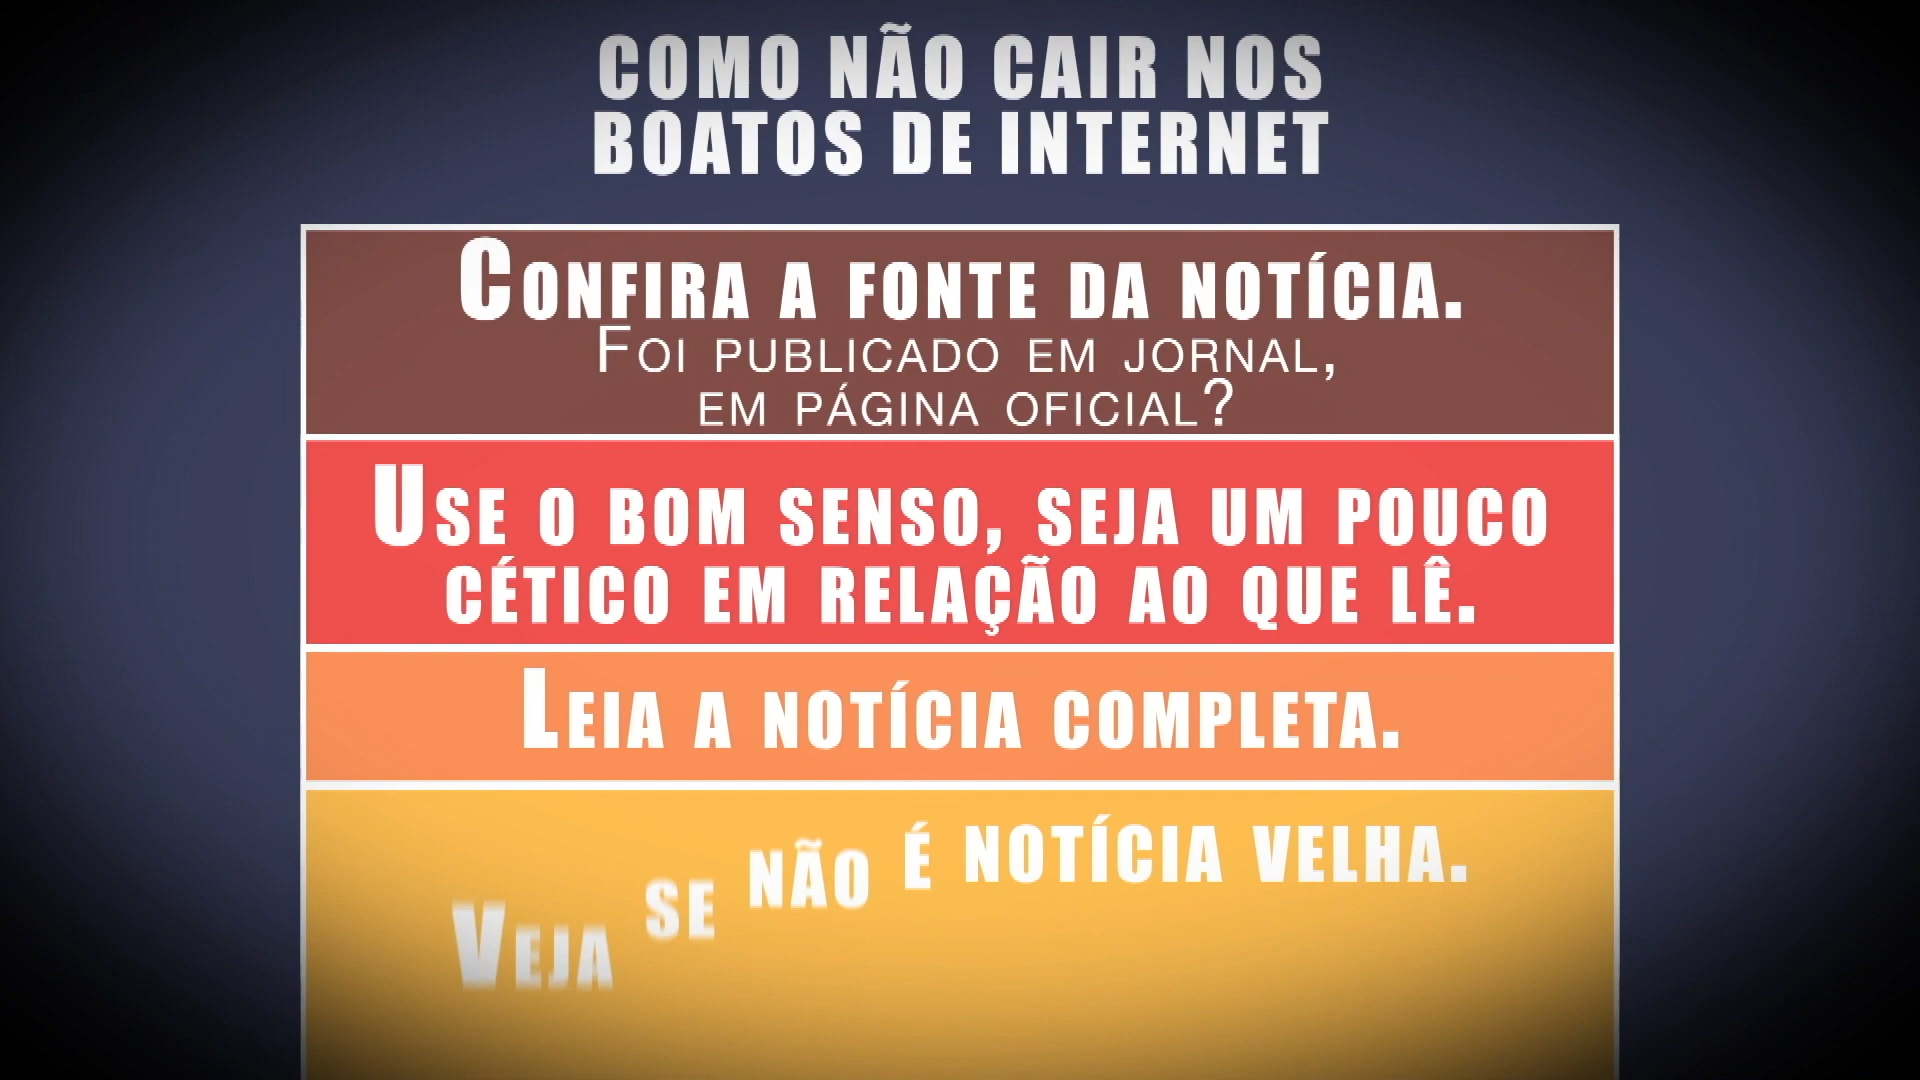 COMO NÃO CAIR NOS
BOATOS DE INTERNET
CONFIRA A FONTE DA NOTÍCIA.
FOI PUBLICADO EM JORNAL,
EM PÁGINA OFICIAL?
USE O BOM SENSO, SEJA UM POUCO
CÉTICO EM RELAÇÃO AO QUE LÊ.
LEIA A NOTÍCIA COMPLETA.
VEJA SE NÃO É NOTÍCIA VELHA.